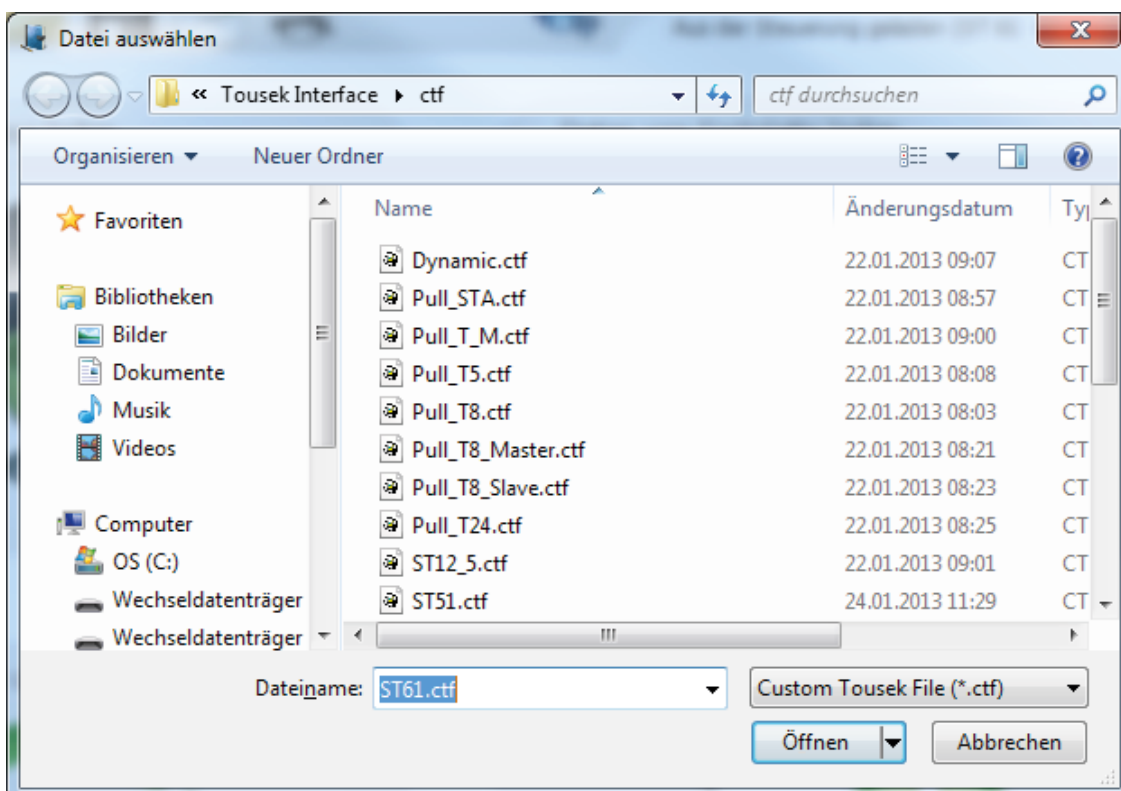 Datei auswählen
« Tousek Interface ▸ ctf
ctf durchsuchen
Organisieren
Neuer Ordner
Favoriten
Bibliotheken
Bilder
Dokumente
Musik
Videos
Computer
OS (C:)
Wechseldatenträger
Wechseldatenträger
Name Änderungsdatum Typ
Dynamic.ctf 22.01.2013 09:07 CT
Pull_STA.ctf 22.01.2013 08:57 CT
Pull_T_M.ctf 22.01.2013 09:00 CT
Pull_T5.ctf 22.01.2013 08:08 CT
Pull_T8.ctf 22.01.2013 08:03 CT
Pull_T8_Master.ctf 22.01.2013 08:21 CT
Pull_T8_Slave.ctf 22.01.2013 08:23 CT
Pull_T24.ctf 22.01.2013 08:25 CT
ST12_5.ctf 22.01.2013 09:01 CT
ST51.ctf 24.01.2013 11:29 CT
Dateiname: ST61.ctf
Custom Tousek File (*.ctf)
Öffnen
Abbrechen